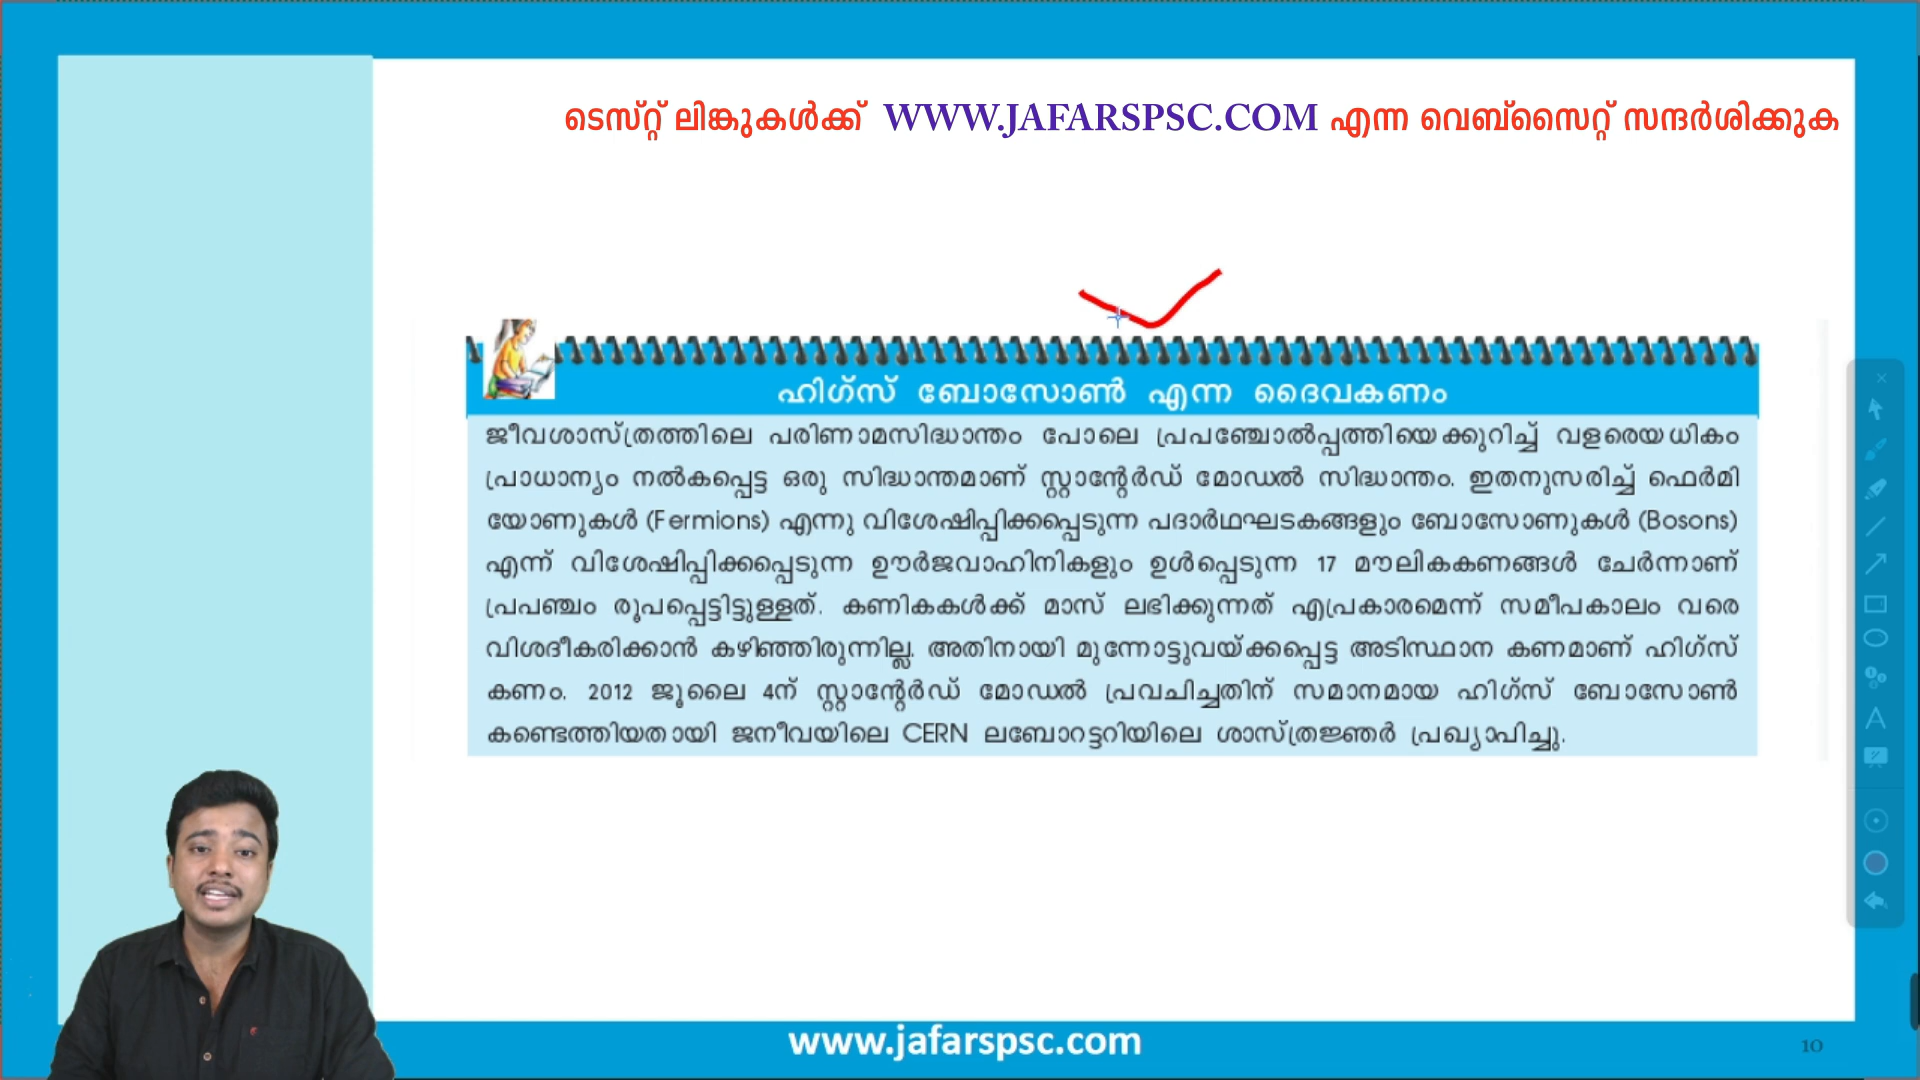 ടെസ്റ്റ് ലിങ്കുകൾക്ക് WWW.JAFARSPSC.COM എന്ന വെബ്സൈറ്റ് സന്ദർശിക്കുക
ഹിഗ്സ് ബോസോൺ എന്ന ദൈവകണം
ജീവശാസ്ത്രത്തിലെ പരിണാമസിദ്ധാന്തം പോലെ പ്രപഞ്ചോൽപ്പത്തിയെക്കുറിച്ച് വളരെയധികം
പ്രാധാന്യം നൽകപ്പെട്ട ഒരു സിദ്ധാന്തമാണ് സ്റ്റാന്റേർഡ് മോഡൽ സിദ്ധാന്തം. ഇതനുസരിച്ച് ഫെർമി
യോണുകൾ (Fermions) എന്നു വിശേഷിപ്പിക്കപ്പെടുന്ന പദാർഥഘടകങ്ങളും ബോസോണുകൾ (Bosons)
എന്ന് വിശേഷിപ്പിക്കപ്പെടുന്ന ഊർജവാഹിനികളും ഉൾപ്പെടുന്ന 17 മൗലികകണങ്ങൾ ചേർന്നാണ്
പ്രപഞ്ചം രൂപപ്പെട്ടിട്ടുള്ളത്. കണികകൾക്ക് മാസ് ലഭിക്കുന്നത് എപ്രകാരമെന്ന് സമീപകാലം വരെ
വിശദീകരിക്കാൻ കഴിഞ്ഞിരുന്നില്ല. അതിനായി മുന്നോട്ടുവയ്ക്കപ്പെട്ട അടിസ്ഥാന കണമാണ് ഹിഗ്സ്
കണം. 2012 ജൂലൈ 4ന് സ്റ്റാന്റേർഡ് മോഡൽ പ്രവചിച്ചതിന് സമാനമായ ഹിഗ്സ് ബോസോൺ
കണ്ടെത്തിയതായി ജനീവയിലെ CERN ലബോറട്ടറിയിലെ ശാസ്ത്രജ്ഞർ പ്രഖ്യാപിച്ചു.
www.jafarspsc.com
10